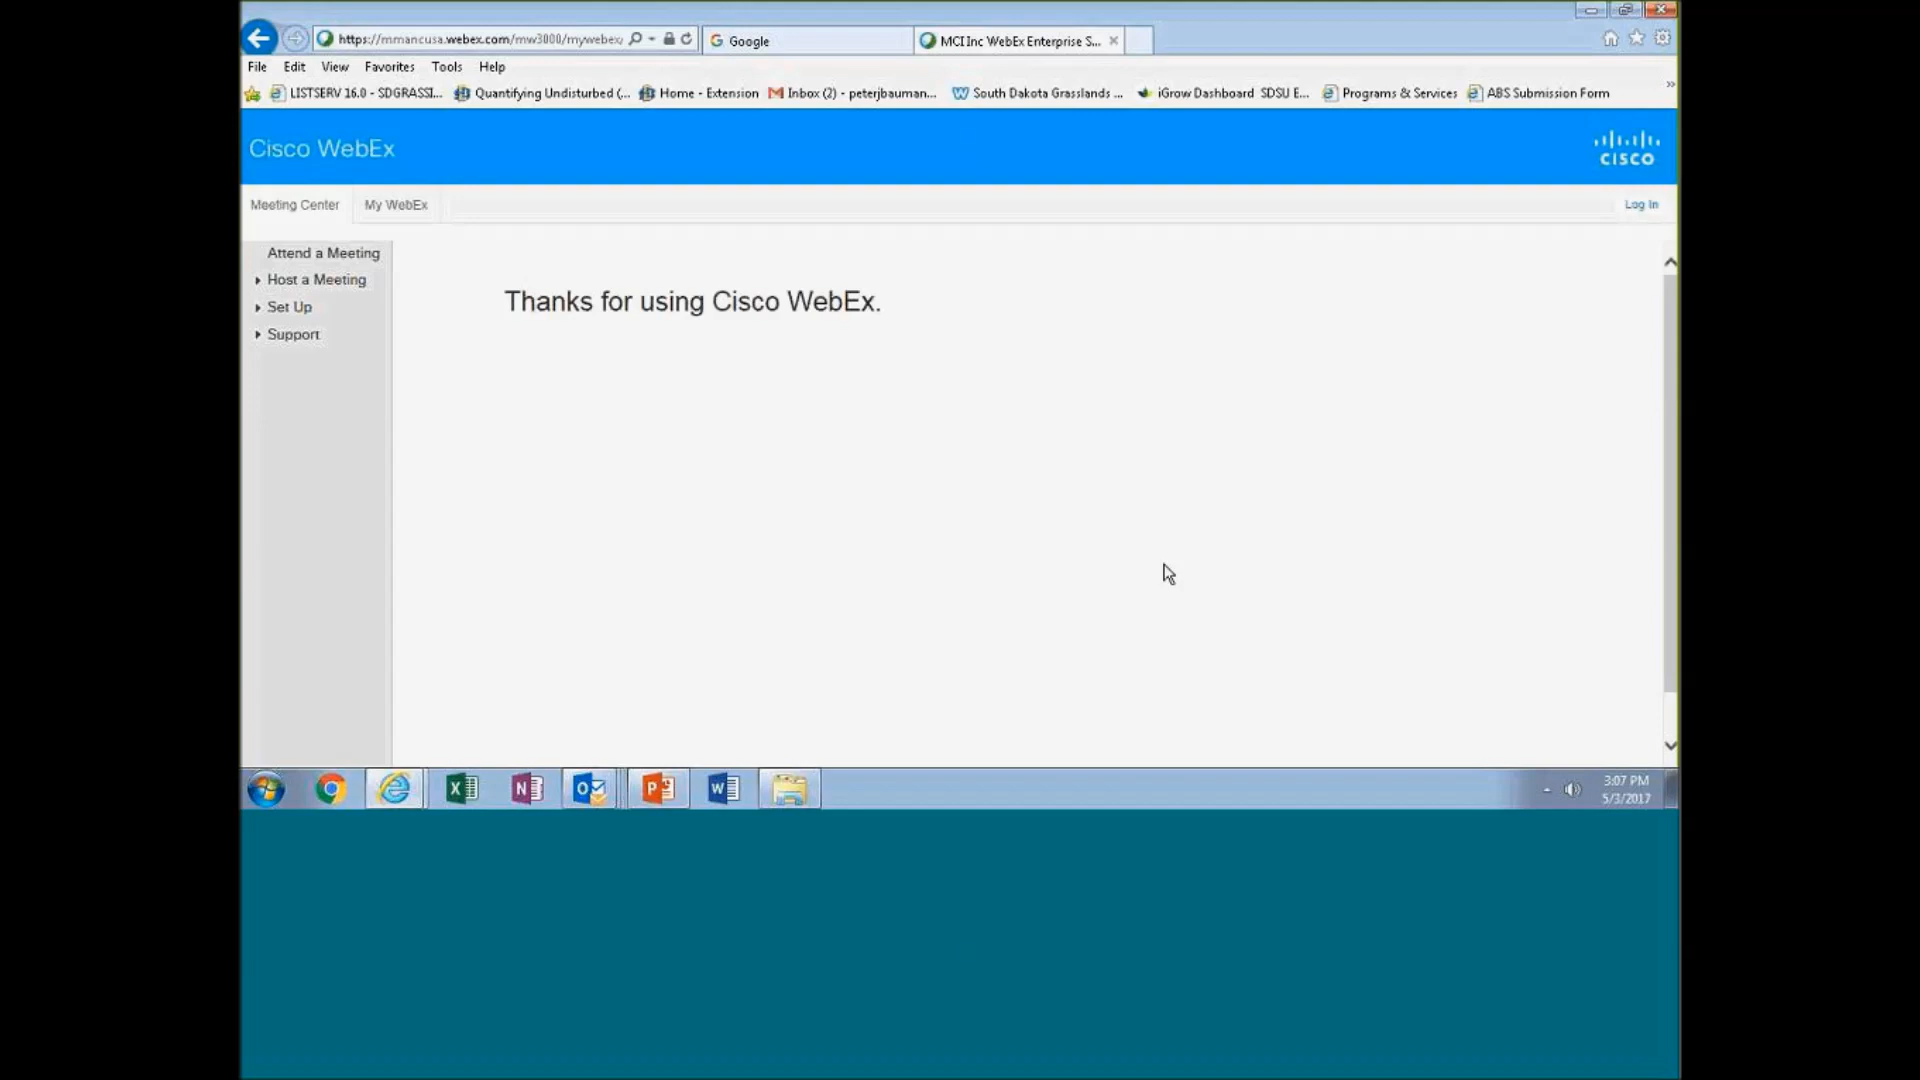 https://mmancusa.webex.com/mw3000/mywebex/
Google
MCI Inc WebEx Enterprise S...
File Edit View Favorites Tools Help
LISTSERV 16.0 - SDGRASSL... Quantifying Undisturbed (... Home - Extension Inbox (2) - peterjbauman... South Dakota Grasslands ... iGrow Dashboard SDSU E... Programs & Services ABS Submission Form
Cisco WebEx
CISCO
Meeting Center My WebEx Log In
Attend a Meeting
Host a Meeting
Set Up
Support
Thanks for using Cisco WebEx.
3:07 PM
5/3/2017